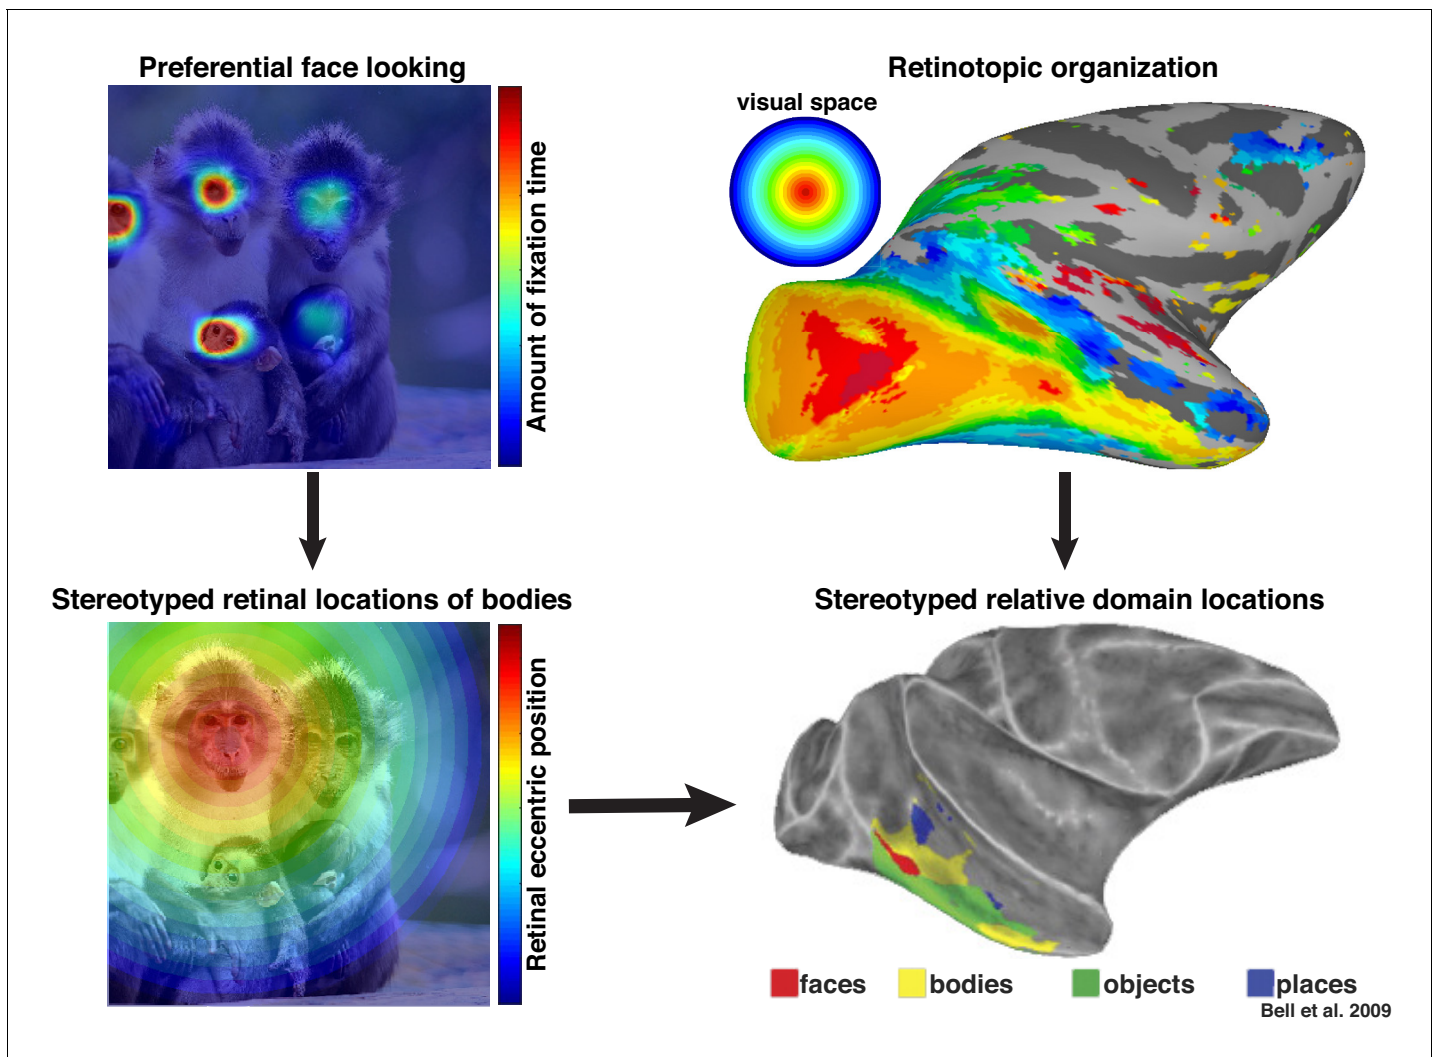 Preferential face looking
Amount of fixation time
Retinotopic organization
visual space
Stereotyped retinal locations of bodies
Retinal eccentric position
Stereotyped relative domain locations
faces
bodies
objects
places
Bell et al. 2009